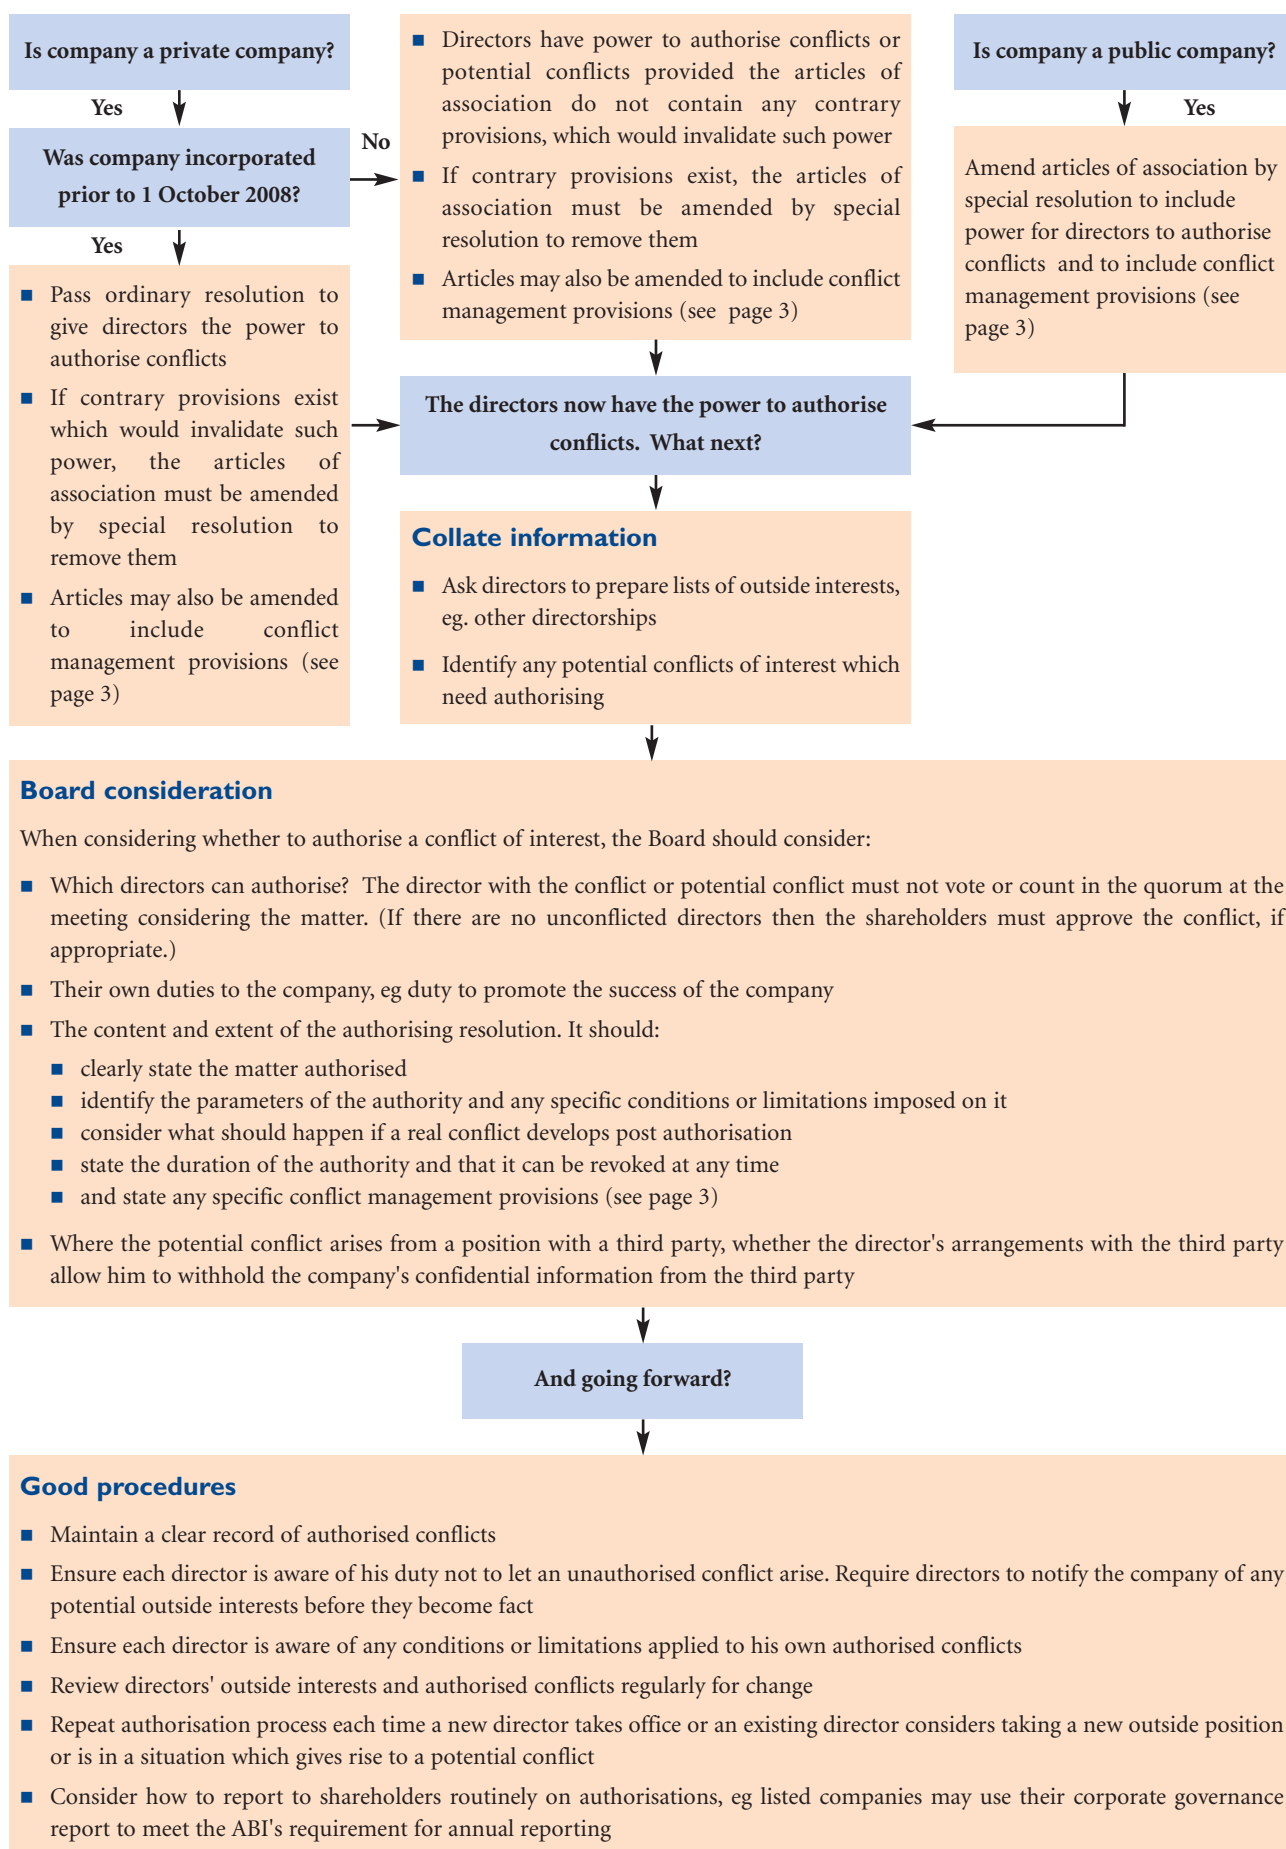 Is company a private company?
Yes
Was company incorporated
prior to 1 October 2008?
No
Yes
■ Pass ordinary resolution to
give directors the power to
authorise conflicts
■ If contrary provisions exist
which would invalidate such
power, the articles of
association must be amended
by special resolution to
remove them
■ Articles may also be amended
to include conflict
management provisions (see
page 3)
■ Directors have power to authorise conflicts or
potential conflicts provided the articles of
association do not contain any contrary
provisions, which would invalidate such power
■ If contrary provisions exist, the articles of
association must be amended by special
resolution to remove them
■ Articles may also be amended to include conflict
management provisions (see page 3)
Is company a public company?
Yes
Amend articles of association by
special resolution to include
power for directors to authorise
conflicts and to include conflict
management provisions (see
page 3)
The directors now have the power to authorise
conflicts. What next?
Collate information
■ Ask directors to prepare lists of outside interests,
eg. other directorships
■ Identify any potential conflicts of interest which
need authorising
Board consideration
When considering whether to authorise a conflict of interest, the Board should consider:
■ Which directors can authorise? The director with the conflict or potential conflict must not vote or count in the quorum at the
meeting considering the matter. (If there are no unconflicted directors then the shareholders must approve the conflict, if
appropriate.)
■ Their own duties to the company, eg duty to promote the success of the company
■ The content and extent of the authorising resolution. It should:
■ clearly state the matter authorised
■ identify the parameters of the authority and any specific conditions or limitations imposed on it
■ consider what should happen if a real conflict develops post authorisation
■ state the duration of the authority and that it can be revoked at any time
■ and state any specific conflict management provisions (see page 3)
■ Where the potential conflict arises from a position with a third party, whether the director's arrangements with the third party
allow him to withhold the company's confidential information from the third party
And going forward?
Good procedures
■ Maintain a clear record of authorised conflicts
■ Ensure each director is aware of his duty not to let an unauthorised conflict arise. Require directors to notify the company of any
potential outside interests before they become fact
■ Ensure each director is aware of any conditions or limitations applied to his own authorised conflicts
■ Review directors' outside interests and authorised conflicts regularly for change
■ Repeat authorisation process each time a new director takes office or an existing director considers taking a new outside position
or is in a situation which gives rise to a potential conflict
■ Consider how to report to shareholders routinely on authorisations, eg listed companies may use their corporate governance
report to meet the ABI's requirement for annual reporting